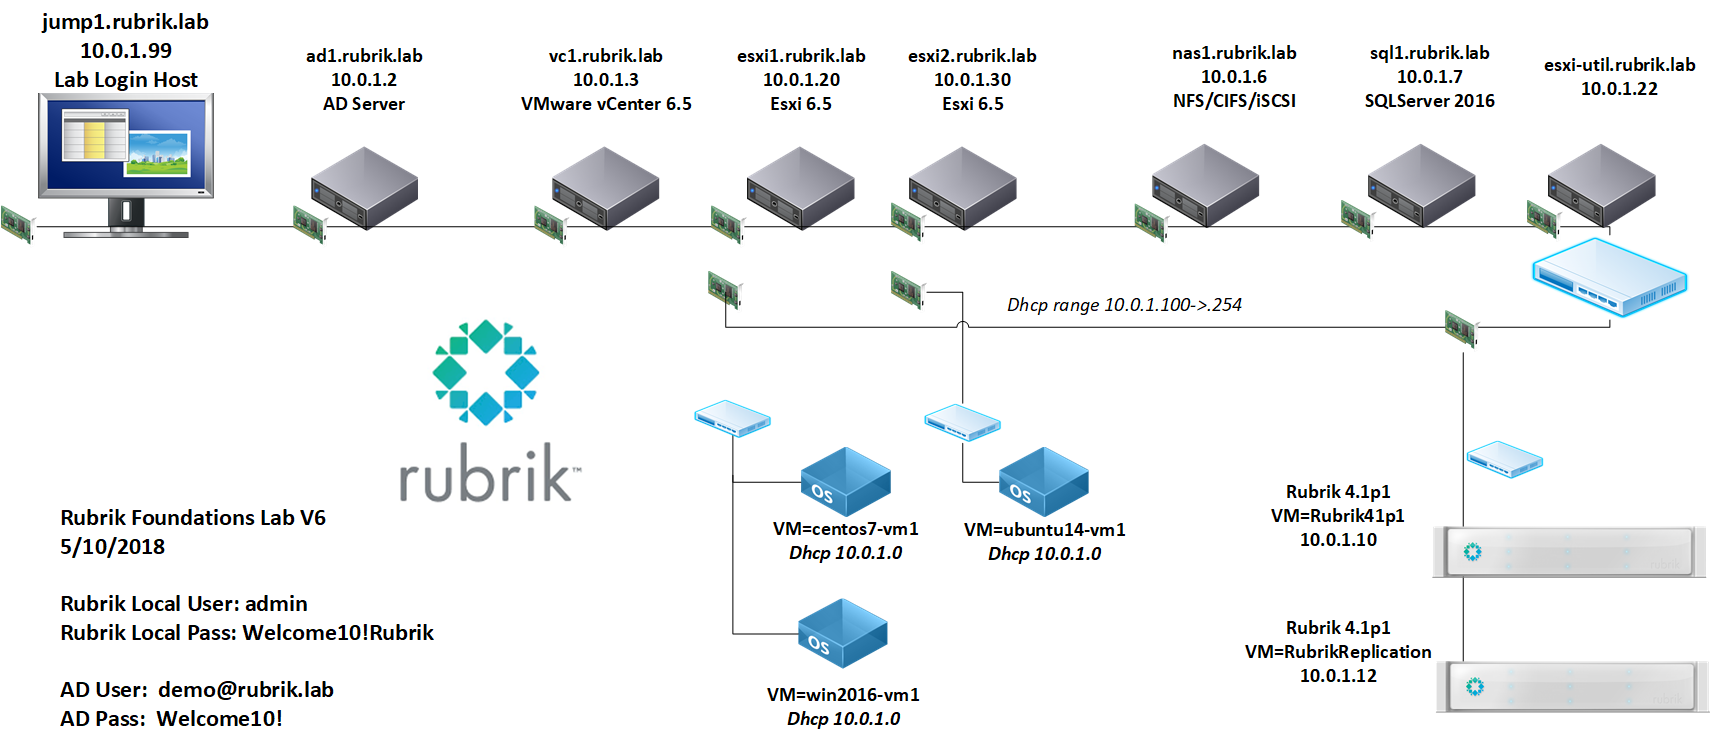 jump1.rubrik.lab
10.0.1.99
Lab Login Host
ad1.rubrik.lab
10.0.1.2
AD Server
vc1.rubrik.lab
10.0.1.3
VMware vCenter 6.5
esxi1.rubrik.lab
10.0.1.20
Esxi 6.5
esxi2.rubrik.lab
10.0.1.30
Esxi 6.5
nas1.rubrik.lab
10.0.1.6
NFS/CIFS/iSCSI
sql1.rubrik.lab
10.0.1.7
SQLServer 2016
esxi-util.rubrik.lab
10.0.1.22
Dhcp range 10.0.1.100->.254
rubrik™
OS
VM=centos7-vm1
Dhcp 10.0.1.0
OS
VM=ubuntu14-vm1
Dhcp 10.0.1.0
OS
VM=win2016-vm1
Dhcp 10.0.1.0
Rubrik 4.1p1
VM=Rubrik41p1
10.0.1.10
rubrik
Rubrik 4.1p1
VM=RubrikReplication
10.0.1.12
rubrik
Rubrik Foundations Lab V6
5/10/2018
Rubrik Local User: admin
Rubrik Local Pass: Welcome10!Rubrik
AD User:  demo@rubrik.lab
AD Pass:  Welcome10!